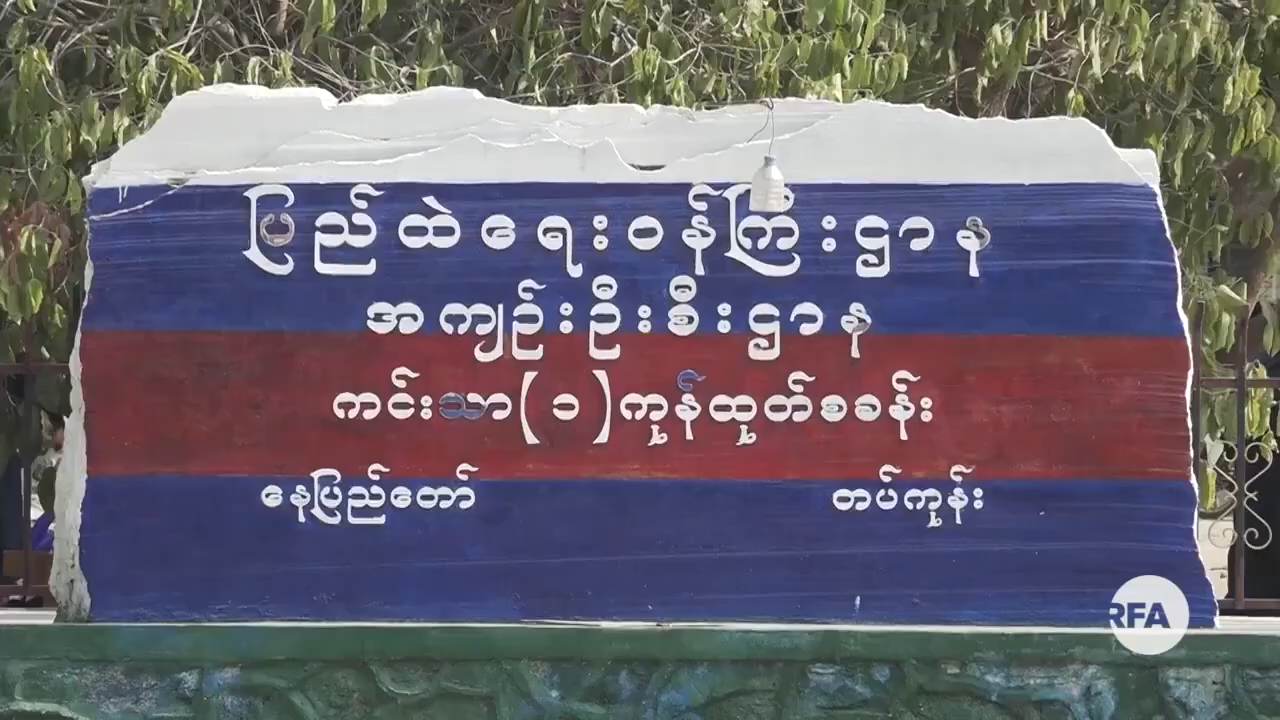 ပြည်ထဲရေးဝန်ကြီးဌာန
အကျဉ်းဦးစီးဌာန
ကင်းသာ(၁)ကုန်ထုတ်စခန်း
နေပြည်တော် တပ်ကုန်း
RFA